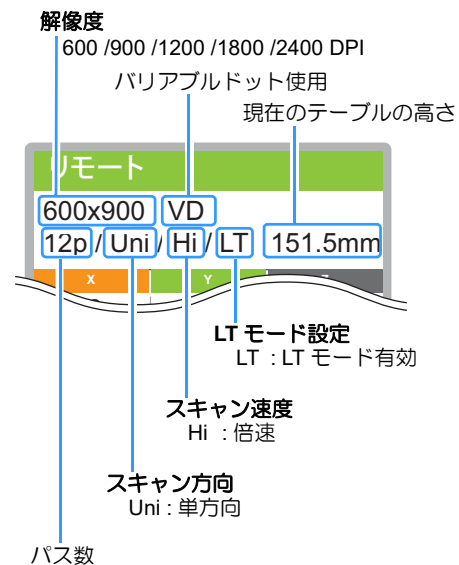 解像度
600 /900 /1200 /1800 /2400 DPI
バリアブルドット使用
現在のテーブルの高さ
リモート
600x900 VD
12p / Uni / Hi / LT 151.5mm
X Y
LT モード設定
LT : LT モード有効
スキャン速度
Hi : 倍速
スキャン方向
Uni : 単方向
パス数